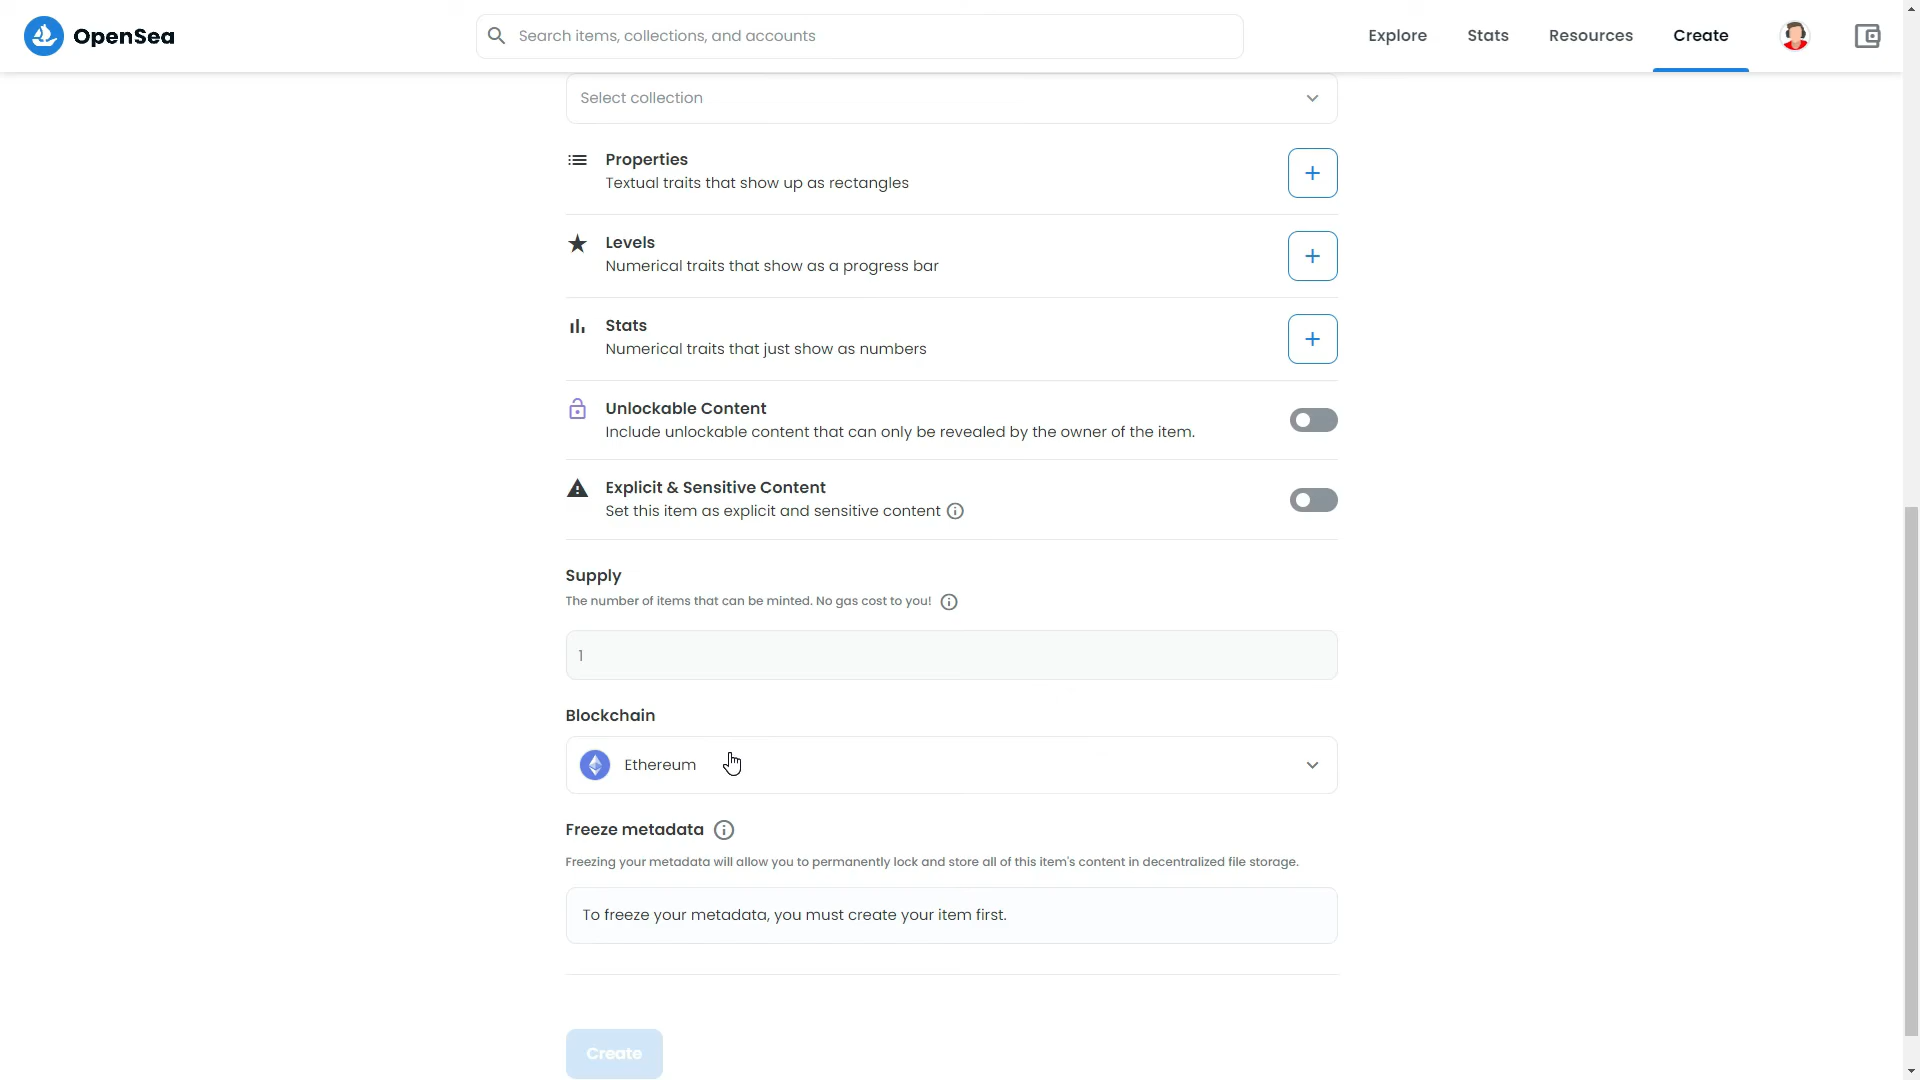 OpenSea
Search items, collections, and accounts
Explore
Stats
Resources
Create
Select collection
Properties
Textual traits that show up as rectangles
+
Levels
Numerical traits that show as a progress bar
+
Stats
Numerical traits that just show as numbers
+
Unlockable Content
Include unlockable content that can only be revealed by the owner of the item.
Explicit & Sensitive Content
Set this item as explicit and sensitive content
Supply
The number of items that can be minted. No gas cost to you!
1
Blockchain
Ethereum
Freeze metadata
Freezing your metadata will allow you to permanently lock and store all of this item's content in decentralized file storage.
To freeze your metadata, you must create your item first.
Create